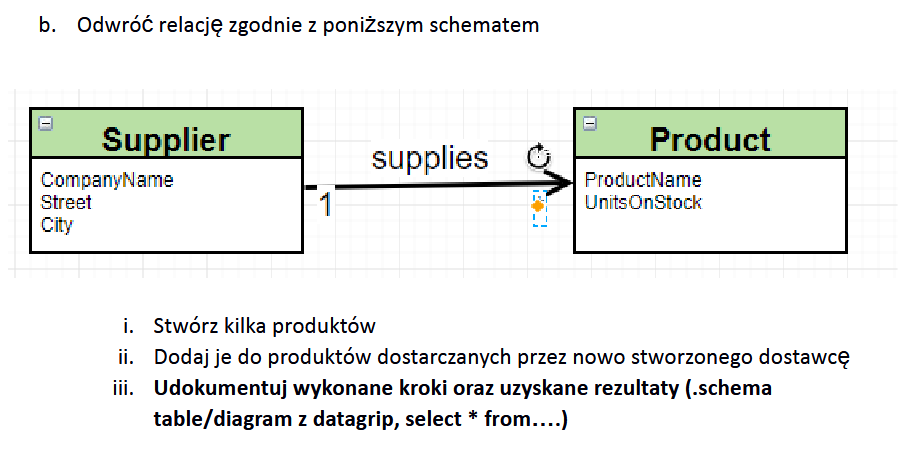 b. Odwróć relację zgodnie z poniższym schematem
Supplier
CompanyName
Street
City
supplies
1
Product
ProductName
UnitsOnStock
i. Stwórz kilka produktów
ii. Dodaj je do produktów dostarczanych przez nowo stworzonego dostawcę
iii. Udokumentuj wykonane kroki oraz uzyskane rezultaty (.schema
table/diagram z datagrip, select * from....)